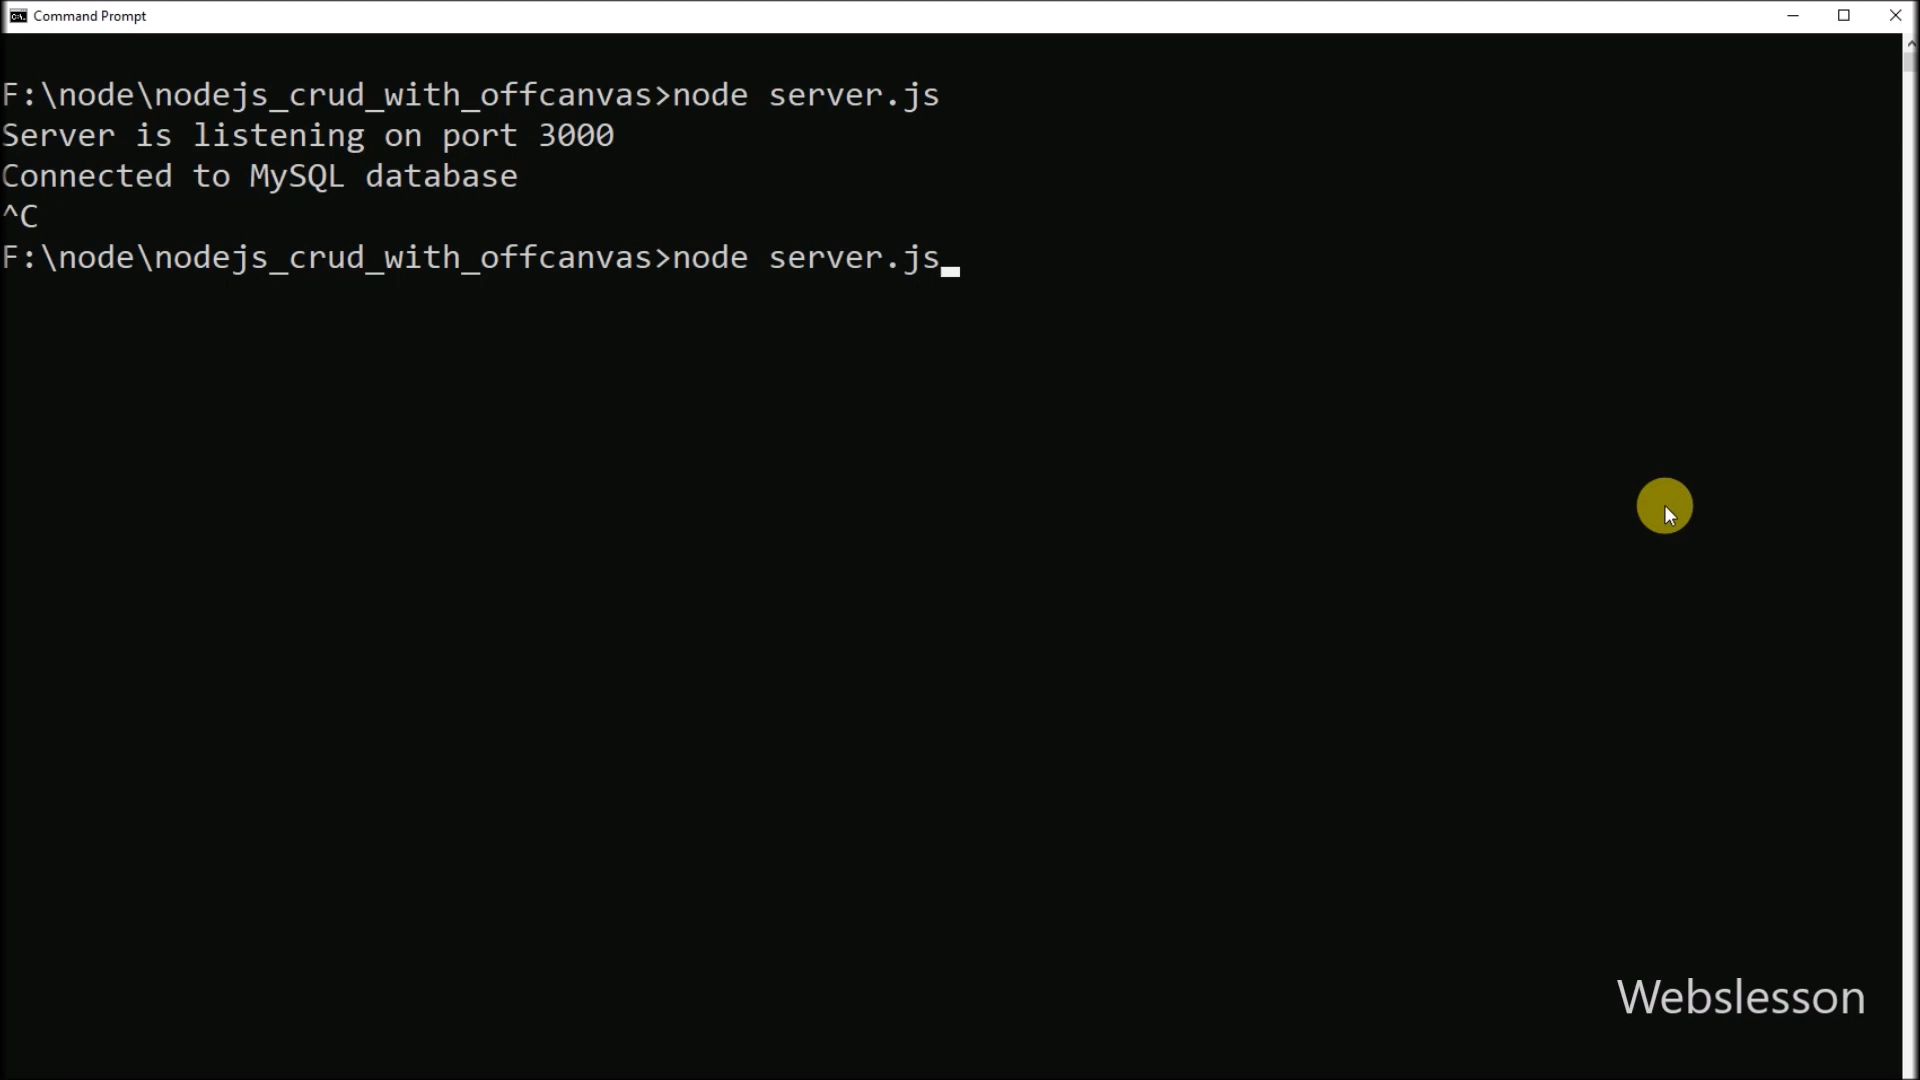 Command Prompt
F:\node\nodejs_crud_with_offcanvas>node server.js
Server is listening on port 3000
Connected to MySQL database
^C
F:\node\nodejs_crud_with_offcanvas>node server.js
Webslesson